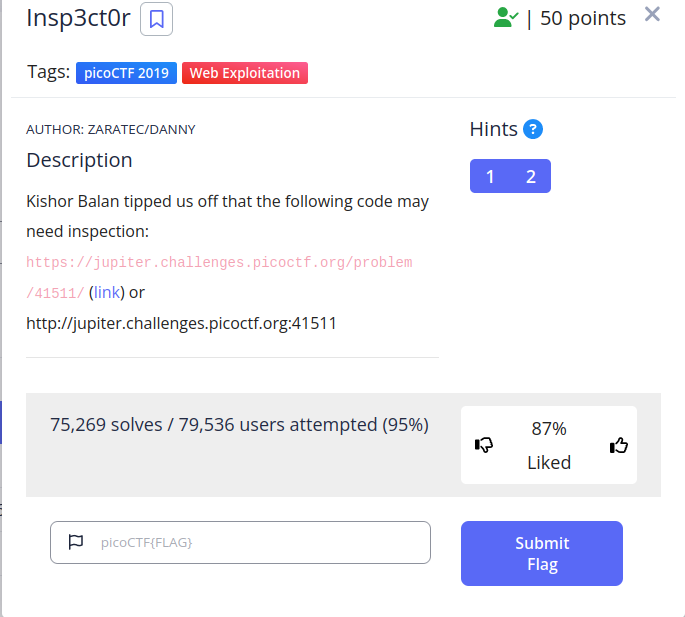 Insp3ct0r
| 50 points
Tags: picoCTF 2019 Web Exploitation
AUTHOR: ZARATEC/DANNY
Hints ?
Description
1 2
Kishor Balan tipped us off that the following code may
need inspection:
https://jupiter.challenges.picoctf.org/problem
/41511/ (link) or
http://jupiter.challenges.picoctf.org:41511
75,269 solves / 79,536 users attempted (95%)
87%
Liked
picoCTF{FLAG}
Submit
Flag